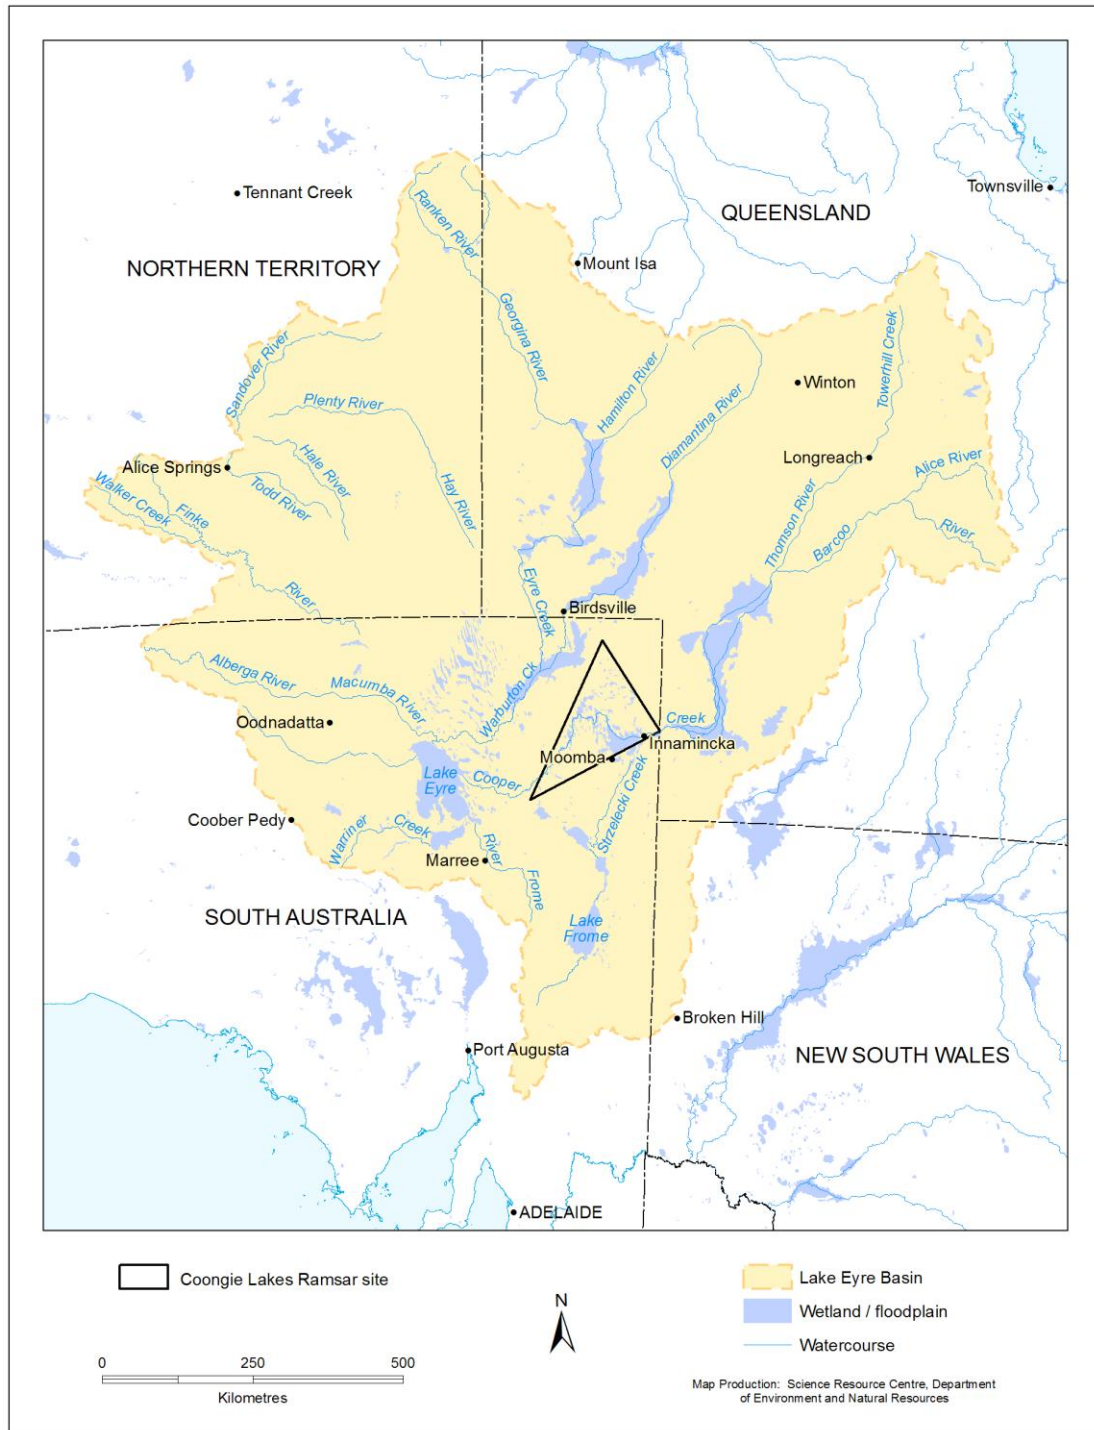 Tennant Creek
Townsville
QUEENSLAND
Ranken River
NORTHERN TERRITORY
Mount Isa
Georgina River
Sandover River
Hamilton River
Towerhill Creek
Winton
Diamantina River
Plenty River
Hale River
Longreach
Alice River
Alice Springs
Todd River
Hay River
Walker Creek
Finke
River
Thomson River
Barcoo
River
Eyre Creek
Birdsville
Alberga River
Macumba River
Warburton Ck
Oodnadatta
Creek
Innamincka
Moomba
Lake
Eyre
Cooper
Strzelecki Creek
Coober Pedy
Warriner
Creek
River
Frome
Marree
SOUTH AUSTRALIA
Lake
Frome
Broken Hill
Port Augusta
NEW SOUTH WALES
ADELAIDE
Coongie Lakes Ramsar site
N
Lake Eyre Basin
Wetland / floodplain
Watercourse
0 250 500
Kilometres
Map Production: Science Resource Centre, Department
of Environment and Natural Resources